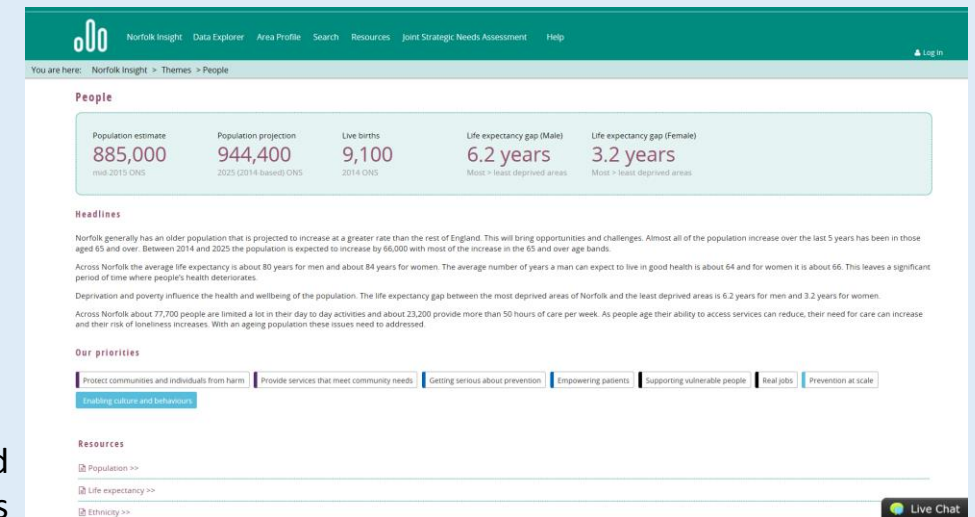 Norfolk Insight Data Explorer Area Profile Search Resources Joint Strategic Needs Assessment Help
Log In
You are here: Norfolk Insight > Themes > People
People
Population estimate Population projection Live births Life expectancy gap (Male) Life expectancy gap (Female)
885,000 944,400 9,100 6.2 years 3.2 years
mid-2015 ONS 2025 (2014-based) ONS 2014 ONS Most > least deprived areas Most > least deprived areas
Headlines
Norfolk generally has an older population that is projected to increase at a greater rate than the rest of England. This will bring opportunities and challenges. Almost all of the population increase over the last 5 years has been in those
aged 65 and over. Between 2014 and 2025 the population is expected to increase by 66,000 with most of the increase in the 65 and over age bands.
Across Norfolk the average life expectancy is about 80 years for men and about 84 years for women. The average number of years a man can expect to live in good health is about 64 and for women it is about 66. This leaves a significant
period of time where people's health deteriorates.
Deprivation and poverty influence the health and wellbeing of the population. The life expectancy gap between the most deprived areas of Norfolk and the least deprived areas is 6.2 years for men and 3.2 years for women.
Across Norfolk about 77,700 people are limited a lot in their day to day activities and about 23,200 provide more than 50 hours of care per week. As people age their ability to access services can reduce, their need for care can increase
and their risk of loneliness increases. With an ageing population these issues need to addressed.
Our priorities
Protect communities and individuals from harm Provide services that meet community needs Getting serious about prevention Empowering patients Supporting vulnerable people Real jobs Prevention at scale
Enabling culture and behaviours
Resources
Population >>
Life expectancy >>
Ethnicity >>
Live Chat